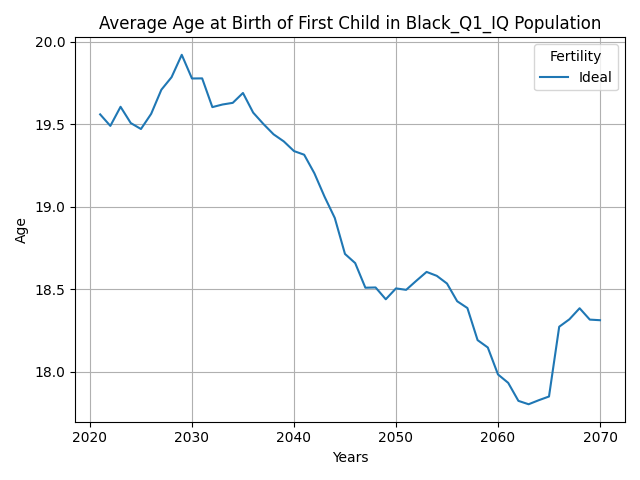 Average Age at Birth of First Child in Black_Q1_IQ Population
Fertility
Ideal
Age
20.0
19.5
19.0
18.5
18.0
2020 2030 2040 2050 2060 2070
Years